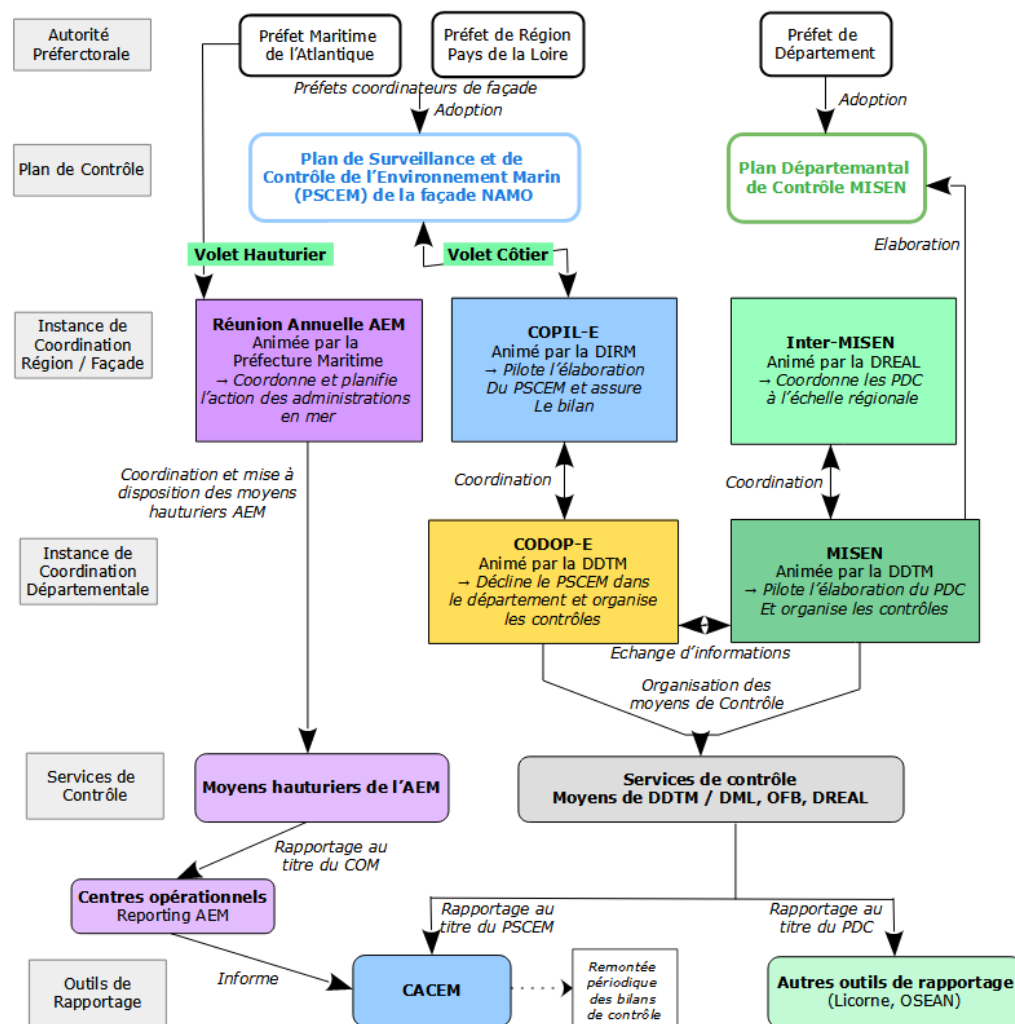 Autorité
Préferctorale
Préfet Maritime
de l'Atlantique
Préfet de Région
Pays de la Loire
Préfet de
Département
Préfets coordinateurs de façade
Adoption
Adoption
Plan de Contrôle
Plan de Surveillance et de
Contrôle de l'Environnement Marin
(PSCEM) de la façade NAMO
Plan Départemantal
de Contrôle MISEN
Volet Hauturier
Volet Côtier
Elaboration
Instance de
Coordination
Région / Façade
Réunion Annuelle AEM
Animée par la
Préfecture Maritime
→ Coordonne et planifie
l'action des administrations
en mer
COPIL-E
Animé par la DIRM
→ Pilote l'élaboration
Du PSCEM et assure
Le bilan
Inter-MISEN
Animé par la DREAL
→ Coordonne les PDC
à l'échelle régionale
Coordination et mise à
disposition des moyens
hauturiers AEM
Coordination
Coordination
Instance de
Coordination
Départementale
CODOP-E
Animé par la DDTM
→ Décline le PSCEM dans
le département et organise
les contrôles
MISEN
Animée par la DDTM
→ Pilote l'élaboration du PDC
Et organise les contrôles
Echange d'informations
Organisation des
moyens de Contrôle
Services de
Contrôle
Moyens hauturiers de l'AEM
Services de contrôle
Moyens de DDTM / DML, OFB, DREAL
Rapportage au
titre du COM
Centres opérationnels
Reporting AEM
Rapportage au
titre du PSCEM
Rapportage au
titre du PDC
Informe
Outils de
Rapportage
CACEM
Remontée
périodique
des bilans
de contrôle
Autres outils de rapportage
(Licorne, OSEAN)